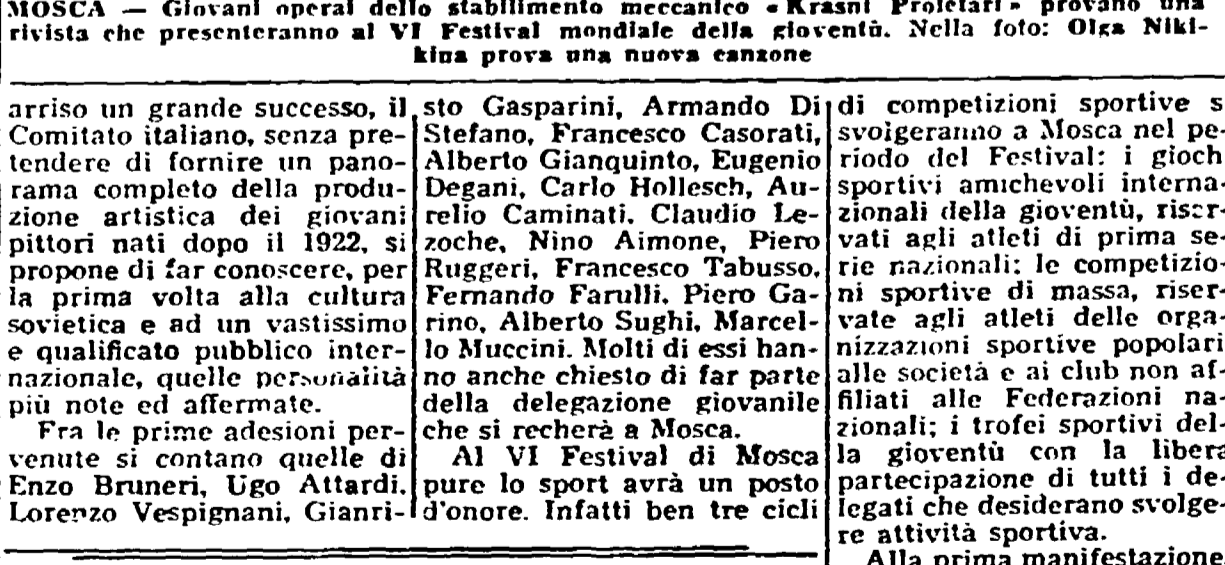 MOSCA — Giovani operai dello stabilimento meccanico « Krasni Proletari » provano una
rivista che presenteranno al VI Festival mondiale della gioventù. Nella foto: Olga Niki-
kina prova una nuova canzone
arriso un grande successo, il
Comitato italiano, senza pre-
tendere di fornire un pano-
rama completo della produ-
zione artistica dei giovani
pittori nati dopo il 1922, si
propone di far conoscere, per
la prima volta alla cultura
sovietica e ad un vastissimo
e qualificato pubblico inter-
nazionale, quelle personalità
più note ed affermate.
Fra le prime adesioni per-
venute si contano quelle di
Enzo Bruneri, Ugo Attardi,
Lorenzo Vespignani, Gianri-
sto Gasparini, Armando Di
Stefano, Francesco Casorati,
Alberto Gianquinto, Eugenio
Degani, Carlo Hollesch, Au-
relio Caminati, Claudio Le-
zoche, Nino Aimone, Piero
Ruggeri, Francesco Tabusso,
Fernando Farulli, Piero Ga-
rino, Alberto Sughi, Marcel-
lo Muccini. Molti di essi han-
no anche chiesto di far parte
della delegazione giovanile
che si recherà a Mosca.
Al VI Festival di Mosca
pure lo sport avrà un posto
d'onore. Infatti ben tre cicli
di competizioni sportive s
svolgeranno a Mosca nel pe-
riodo del Festival: i gioch
sportivi amichevoli interna-
zionali della gioventù, riser-
vati agli atleti di prima se-
rie nazionali; le competizio-
ni sportive di massa, riser-
vate agli atleti delle orga-
nizzazioni sportive popolari
alle società e ai club non af-
filiati alle Federazioni na-
zionali; i trofei sportivi del-
la gioventù con la libera
partecipazione di tutti i de-
legati che desiderano svolge-
re attività sportiva.
Alla prima manifestazione